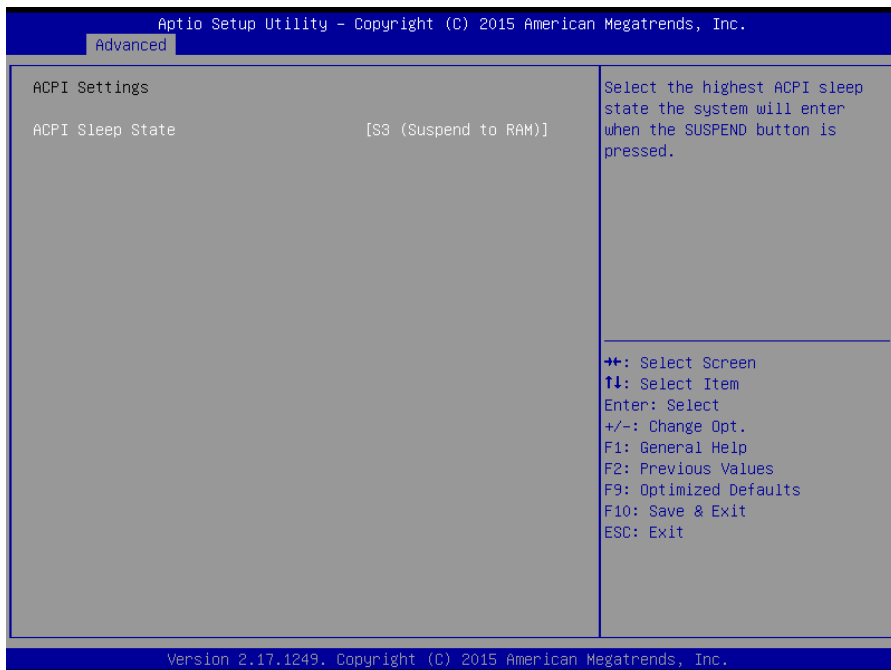 Aptio Setup Utility – Copyright (C) 2015 American Megatrends, Inc.
Advanced
ACPI Settings
ACPI Sleep State [S3 (Suspend to RAM)]
Select the highest ACPI sleep
state the system will enter
when the SUSPEND button is
pressed.
→←: Select Screen
↑↓: Select Item
Enter: Select
+/-: Change Opt.
F1: General Help
F2: Previous Values
F9: Optimized Defaults
F10: Save & Exit
ESC: Exit
Version 2.17.1249. Copyright (C) 2015 American Megatrends, Inc.